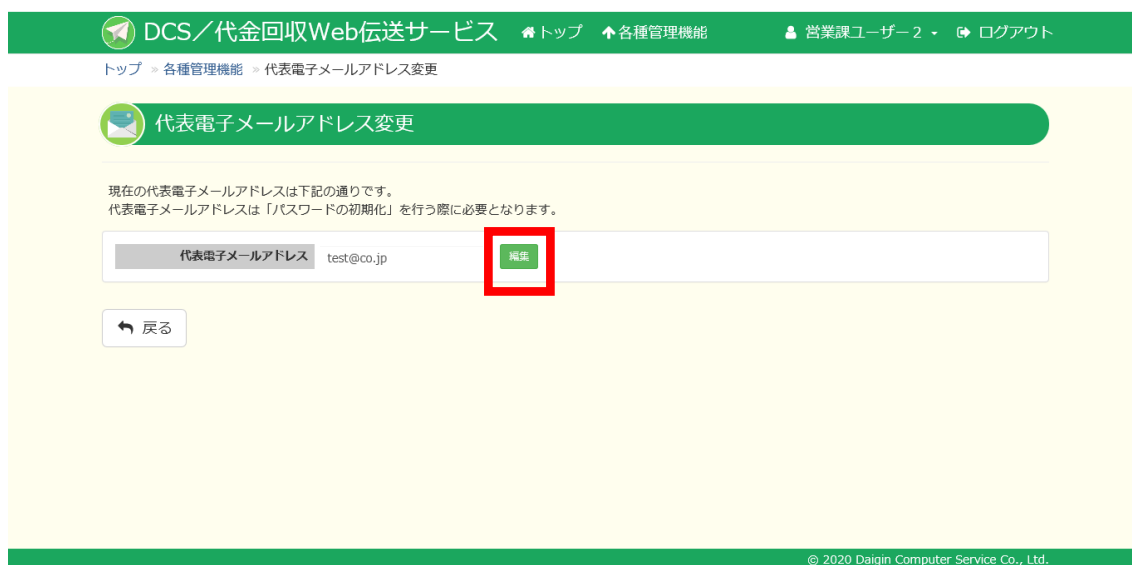 DCS／代金回収Web伝送サービス トップ 各種管理機能 営業課ユーザー２ ログアウト
トップ » 各種管理機能 » 代表電子メールアドレス変更
代表電子メールアドレス変更
現在の代表電子メールアドレスは下記の通りです。
代表電子メールアドレスは「パスワードの初期化」を行う際に必要となります。
代表電子メールアドレス test@co.jp 編集
戻る
© 2020 Daigin Computer Service Co., Ltd.